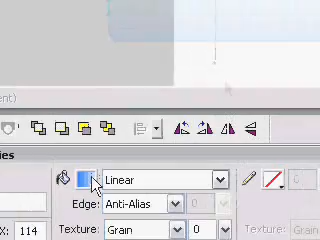 ent)
ies
Linear
Edge: Anti-Alias 0
X: 114 Texture: Grain 0 Texture: Grain